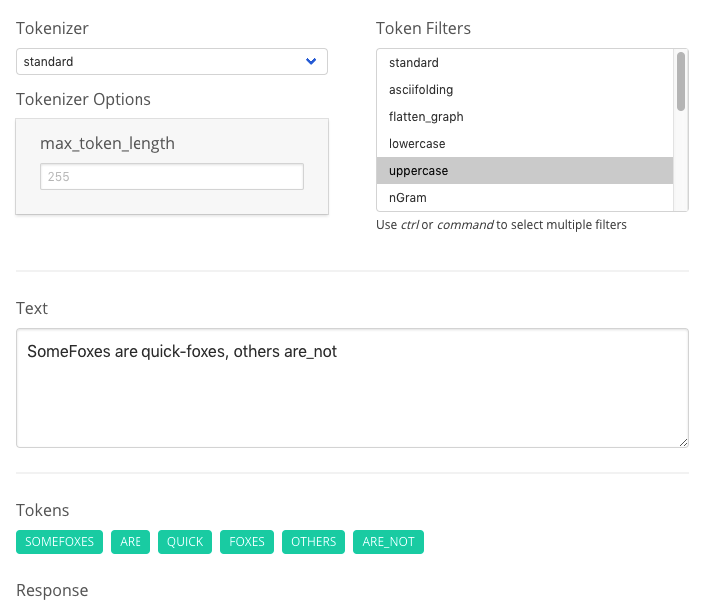 Tokenizer
standard
Tokenizer Options
max_token_length
255
Token Filters
standard
asciifolding
flatten_graph
lowercase
uppercase
nGram
Use ctrl or command to select multiple filters
Text
SomeFoxes are quick-foxes, others are_not
Tokens
SOMEFOXES ARE QUICK FOXES OTHERS ARE_NOT
Response